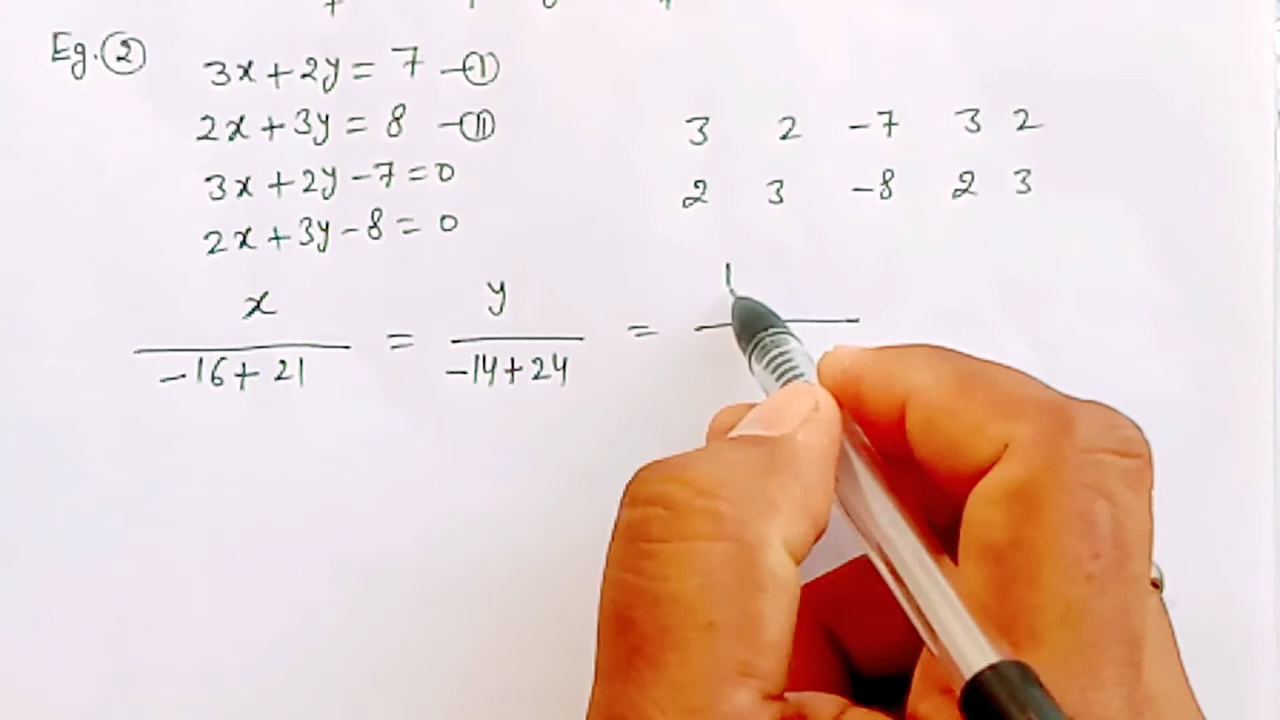 Eg. ②
3x + 2y = 7 —Ⓘ
2x + 3y = 8 —Ⓘ︎Ⓘ
3x + 2y - 7 = 0
2x + 3y - 8 = 0
3 2 -7 3 2
2 3 -8 2 3
x/(-16 + 21) = y/(-14 + 24) = 1/